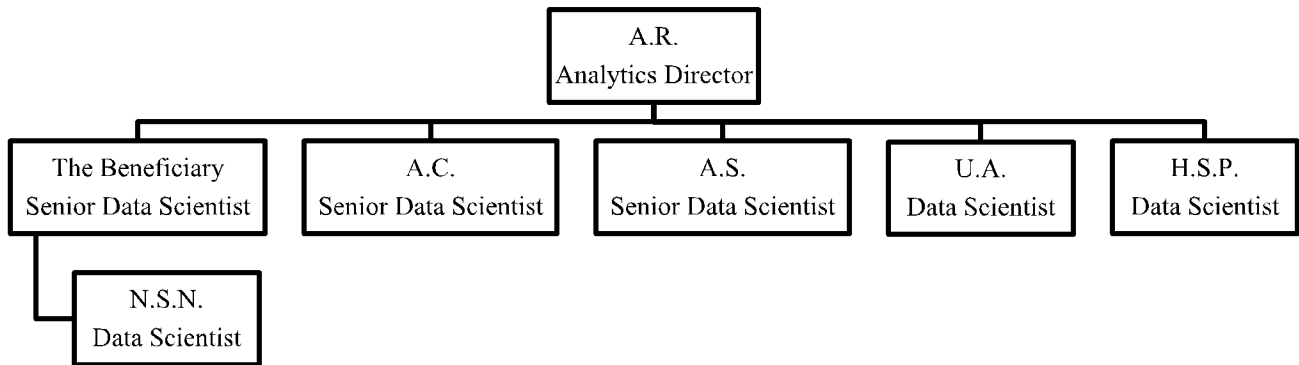 A.R.
Analytics Director
The Beneficiary
Senior Data Scientist
A.C.
Senior Data Scientist
A.S.
Senior Data Scientist
U.A.
Data Scientist
H.S.P.
Data Scientist
N.S.N.
Data Scientist